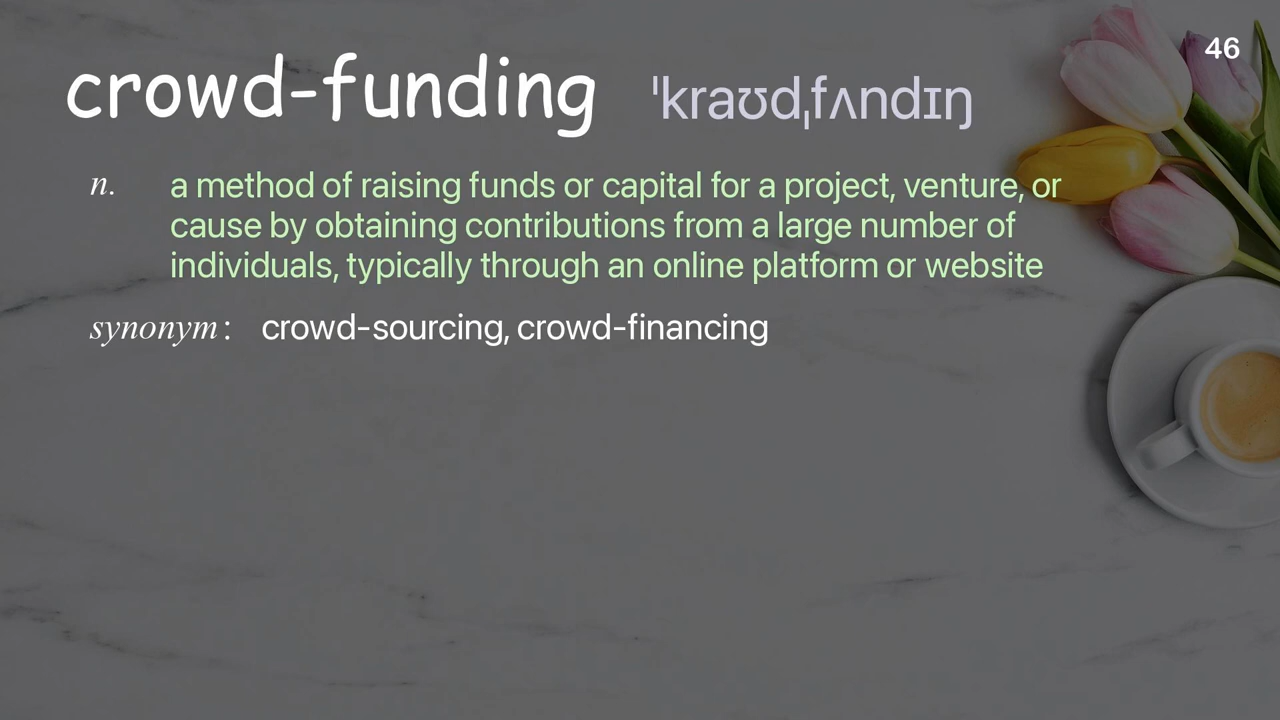 46
crowd-funding ˈkraʊdˌfʌndɪŋ
n. a method of raising funds or capital for a project, venture, or
cause by obtaining contributions from a large number of
individuals, typically through an online platform or website
synonym: crowd-sourcing, crowd-financing